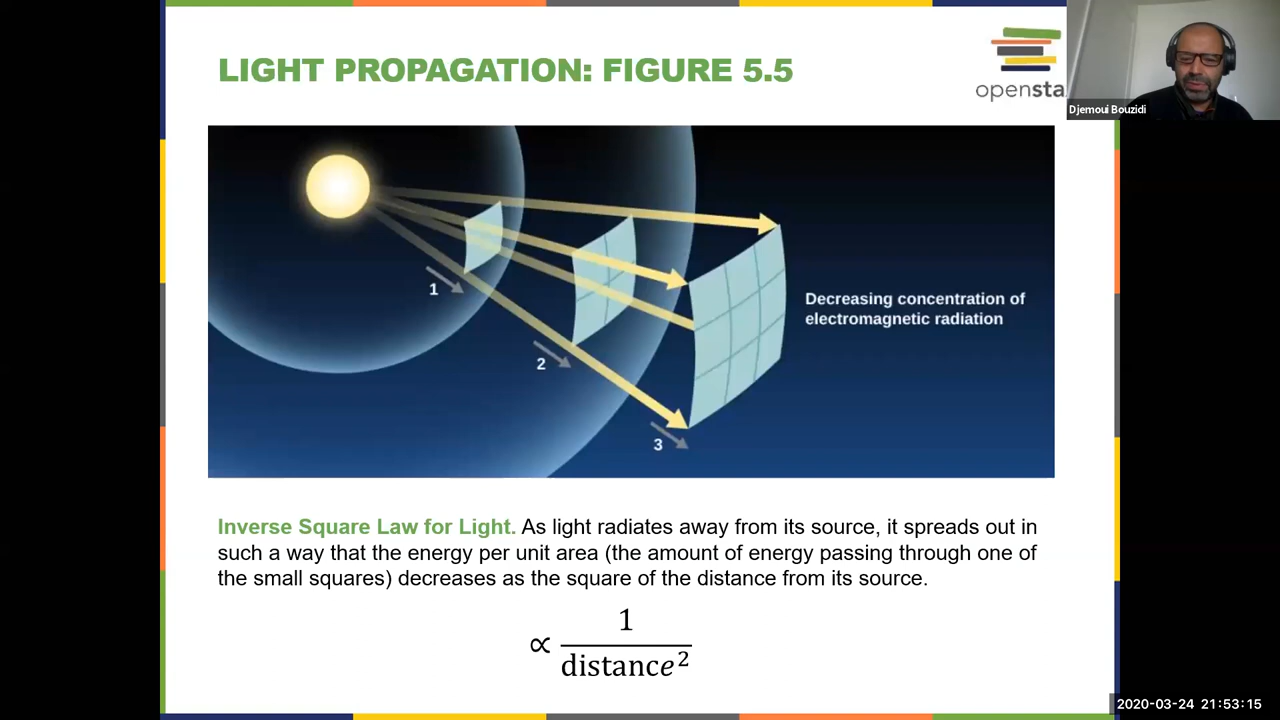 LIGHT PROPAGATION: FIGURE 5.5
opensta
Djemoui Bouzidi
1
2
3
Decreasing concentration of
electromagnetic radiation
Inverse Square Law for Light. As light radiates away from its source, it spreads out in
such a way that the energy per unit area (the amount of energy passing through one of
the small squares) decreases as the square of the distance from its source.
∝ 1
distance²
2020-03-24 21:53:15